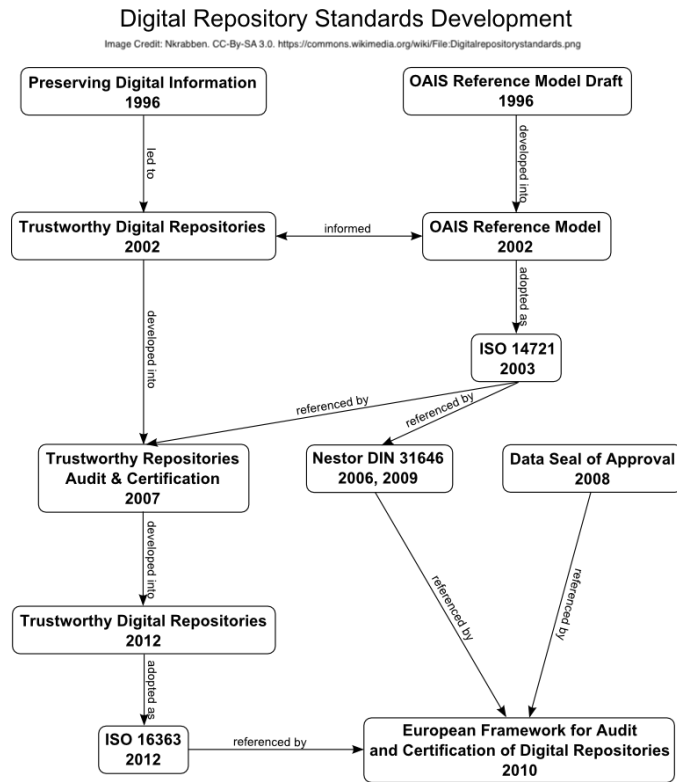 Digital Repository Standards Development
Image Credit: Nkrabben. CC-By-SA 3.0. https://commons.wikimedia.org/wiki/File:Digitalrepositorystandards.png
Preserving Digital Information
1996
OAIS Reference Model Draft
1996
led to
developed into
Trustworthy Digital Repositories
2002
informed
OAIS Reference Model
2002
developed into
adopted as
ISO 14721
2003
referenced by
referenced by
Trustworthy Repositories
Audit & Certification
2007
Nestor DIN 31646
2006, 2009
Data Seal of Approval
2008
developed into
referenced by
referenced by
Trustworthy Digital Repositories
2012
adopted as
ISO 16363
2012
referenced by
European Framework for Audit
and Certification of Digital Repositories
2010